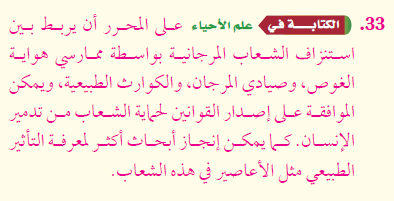 33. الكتابة في علم الأحياء على المحرر أن يربط بين
استنزاف الشعاب المرجانية بواسطة ممارسي هواية
الغوص، وصيادي المرجان، والكوارث الطبيعية، ويمكن
الموافقة على إصدار القوانين لحماية الشعاب من تدمير
الإنسان. كما يمكن إنجاز أبحاث أكثر لمعرفة التأثير
الطبيعي مثل الأعاصير في هذه الشعاب.